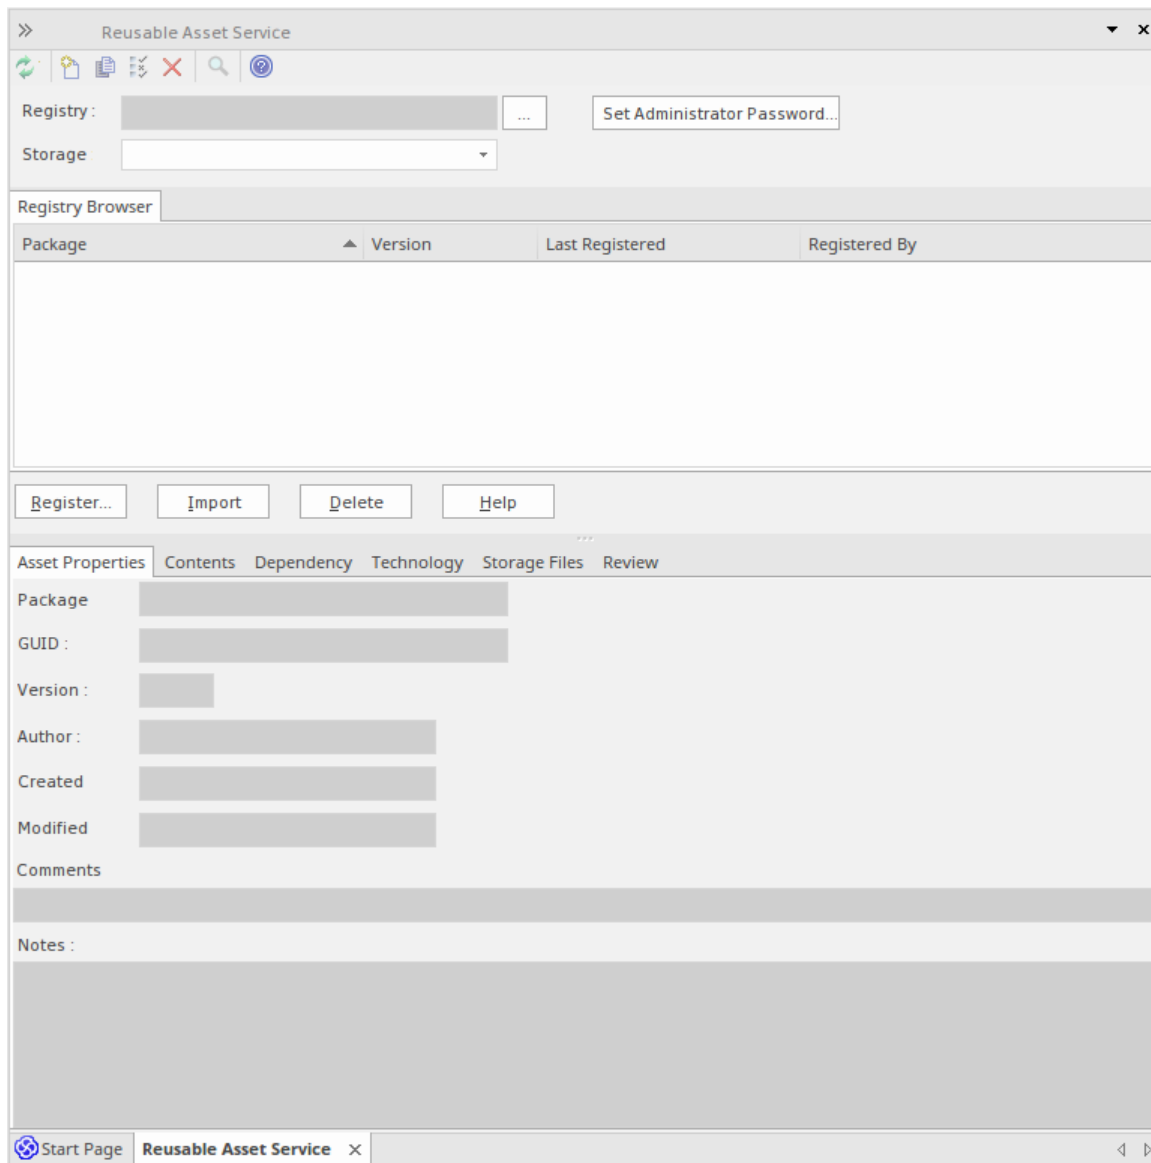 Reusable Asset Service
Registry :
...
Set Administrator Password...
Storage
Registry Browser
Package Version Last Registered Registered By
Register... Import Delete Help
Asset Properties Contents Dependency Technology Storage Files Review
Package
GUID :
Version :
Author :
Created
Modified
Comments
Notes :
Start Page Reusable Asset Service